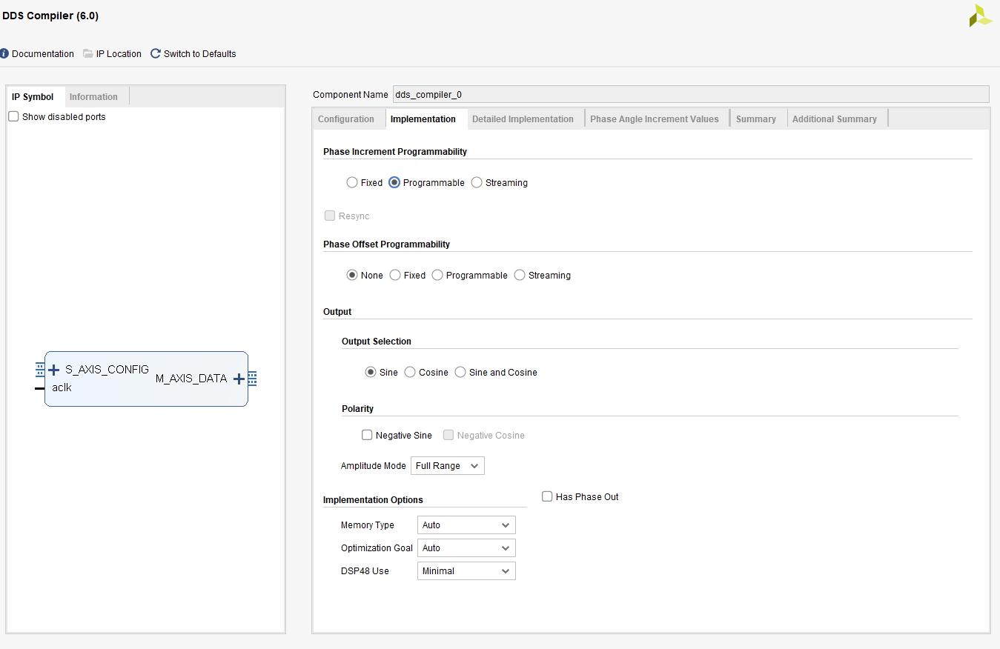 DDS Compiler (6.0)
Documentation IP Location Switch to Defaults
IP Symbol Information
Show disabled ports
S_AXIS_CONFIG
aclk
M_AXIS_DATA
Component Name dds_compiler_0
Configuration Implementation Detailed Implementation Phase Angle Increment Values Summary Additional Summary
Phase Increment Programmability
Fixed Programmable Streaming
Resync
Phase Offset Programmability
None Fixed Programmable Streaming
Output
Output Selection
Sine Cosine Sine and Cosine
Polarity
Negative Sine Negative Cosine
Amplitude Mode Full Range
Has Phase Out
Implementation Options
Memory Type Auto
Optimization Goal Auto
DSP48 Use Minimal